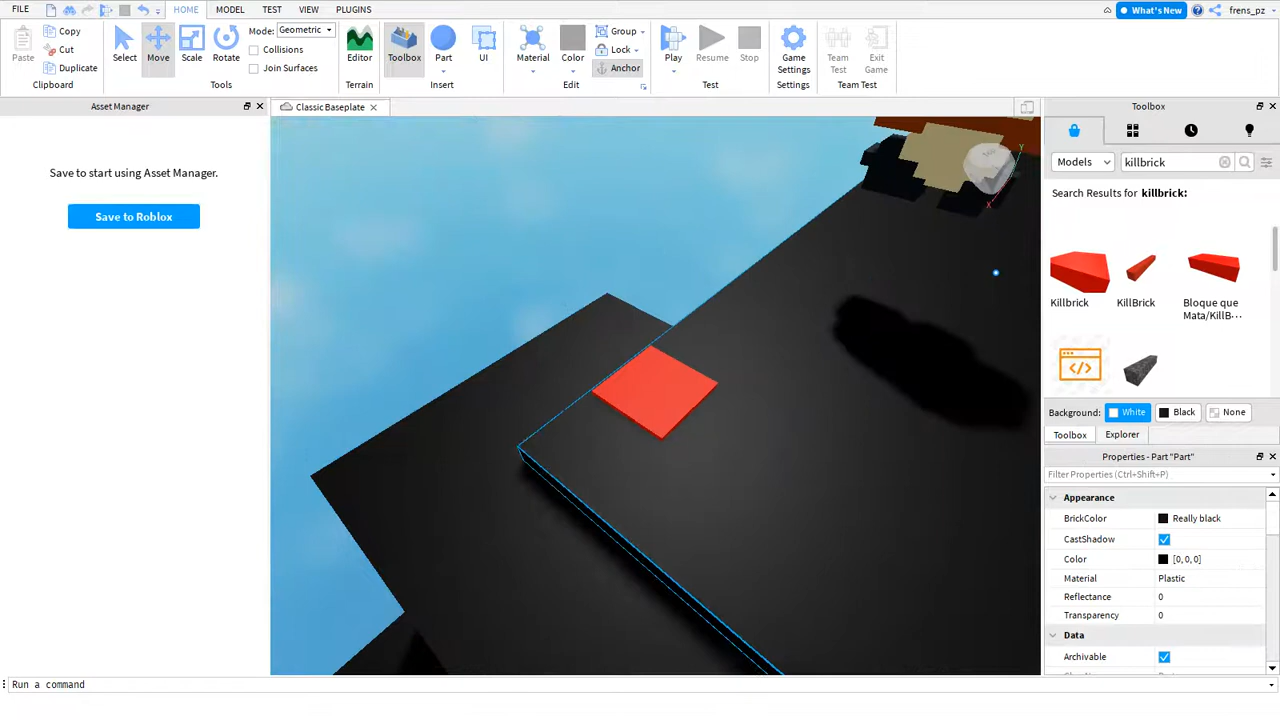 FILE HOME MODEL TEST VIEW PLUGINS What's New frens_pz
Paste Copy Cut Duplicate Select Move Scale Rotate Mode: Geometric Collisions Join Surfaces Editor Toolbox Part UI Material Color Group Lock Anchor Play Resume Stop Game Settings Team Test Exit Game
Clipboard Tools Terrain Insert Edit Test Settings Team Test
Asset Manager
Classic Baseplate
Toolbox
Save to start using Asset Manager.
Save to Roblox
Models killbrick
Search Results for killbrick:
Killbrick KillBrick Bloque que
Mata/KillB···
Y
X
Background: White Black None
Toolbox Explorer
Properties - Part "Part"
Filter Properties (Ctrl+Shift+P)
Appearance
BrickColor Really black
CastShadow
Color [0, 0, 0]
Material Plastic
Reflectance 0
Transparency 0
Data
Archivable
Run a command